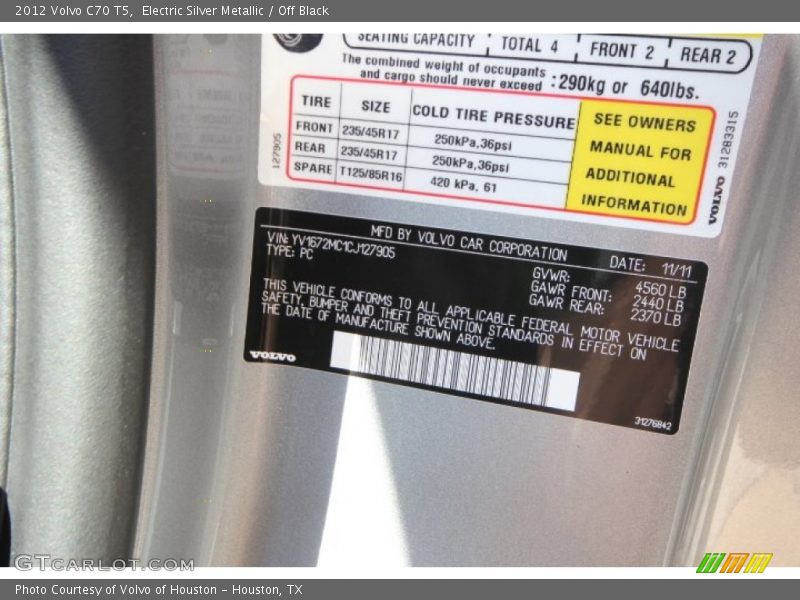 2012 Volvo C70 T5,  Electric Silver Metallic / Off Black
SEATING CAPACITY TOTAL 4 FRONT 2 REAR 2
The combined weight of occupants
and cargo should never exceed : 290kg or 640lbs.
TIRE SIZE COLD TIRE PRESSURE
FRONT 235/45R17 250kPa,36psi
REAR 235/45R17 250kPa,36psi
SPARE T125/85R16 420 kPa, 61
SEE OWNERS
MANUAL FOR
ADDITIONAL
INFORMATION
127905
VOLVO 31283315
MFD BY VOLVO CAR CORPORATION DATE: 11/11
VIN: YV1672MC1CJ127905
TYPE: PC
GVWR: 4560 LB
GAWR FRONT: 2440 LB
GAWR REAR: 2370 LB
THIS VEHICLE CONFORMS TO ALL APPLICABLE FEDERAL MOTOR VEHICLE
SAFETY, BUMPER AND THEFT PREVENTION STANDARDS IN EFFECT ON
THE DATE OF MANUFACTURE SHOWN ABOVE.
VOLVO
31276842
GTCARLOT.COM
Photo Courtesy of Volvo of Houston - Houston, TX